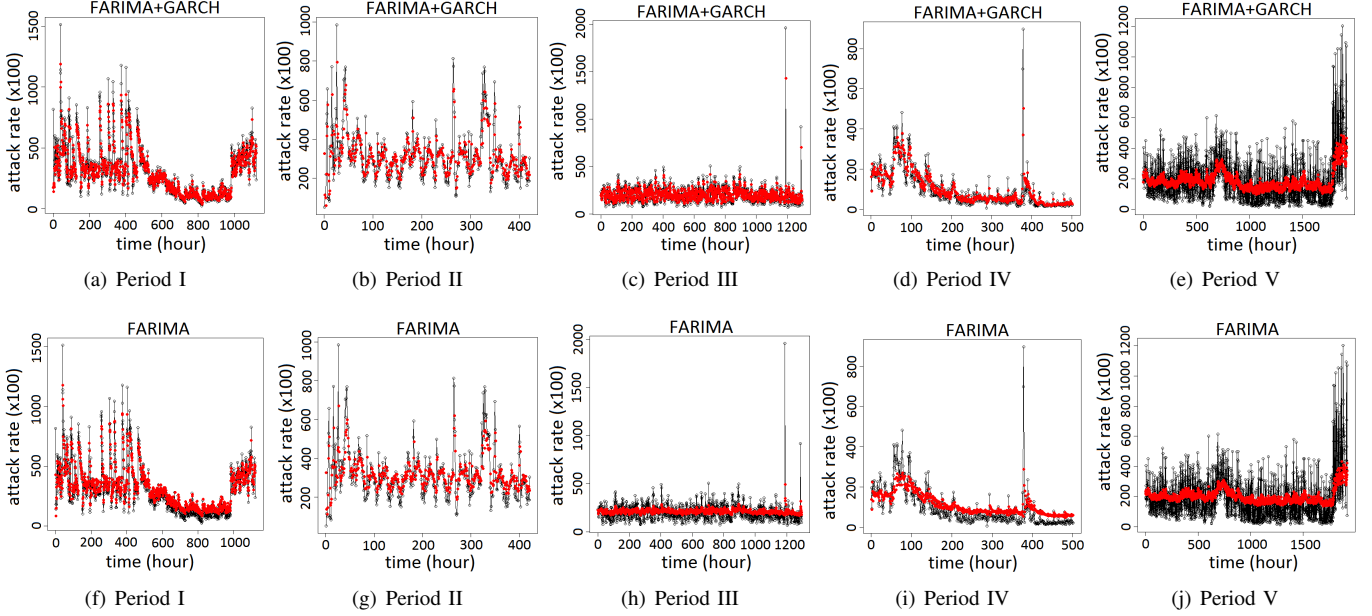 FARIMA+GARCH
attack rate (x100)
0 500 1000 1500
0 200 400 600 800 1000
time (hour)
(a) Period I
FARIMA+GARCH
attack rate (x100)
200 400 600 800 1000
0 100 200 300 400
time (hour)
(b) Period II
FARIMA+GARCH
attack rate (x100)
0 500 1000 1500 2000
0 200 400 600 800 1000 1200
time (hour)
(c) Period III
FARIMA+GARCH
attack rate (x100)
0 200 400 600 800
0 100 200 300 400 500
time (hour)
(d) Period IV
FARIMA+GARCH
attack rate (x100)
0 200 400 600 800 1000 1200
0 500 1000 1500
time (hour)
(e) Period V
FARIMA
attack rate (x100)
0 500 1000 1500
0 200 400 600 800 1000
time (hour)
(f) Period I
FARIMA
attack rate (x100)
200 400 600 800 1000
0 100 200 300 400
time (hour)
(g) Period II
FARIMA
attack rate (x100)
0 500 1000 1500 2000
0 200 400 600 800 1000 1200
time (hour)
(h) Period III
FARIMA
attack rate (x100)
0 200 400 600 800
0 100 200 300 400 500
time (hour)
(i) Period IV
FARIMA
attack rate (x100)
0 200 400 600 800 1000 1200
0 500 1000 1500
time (hour)
(j) Period V